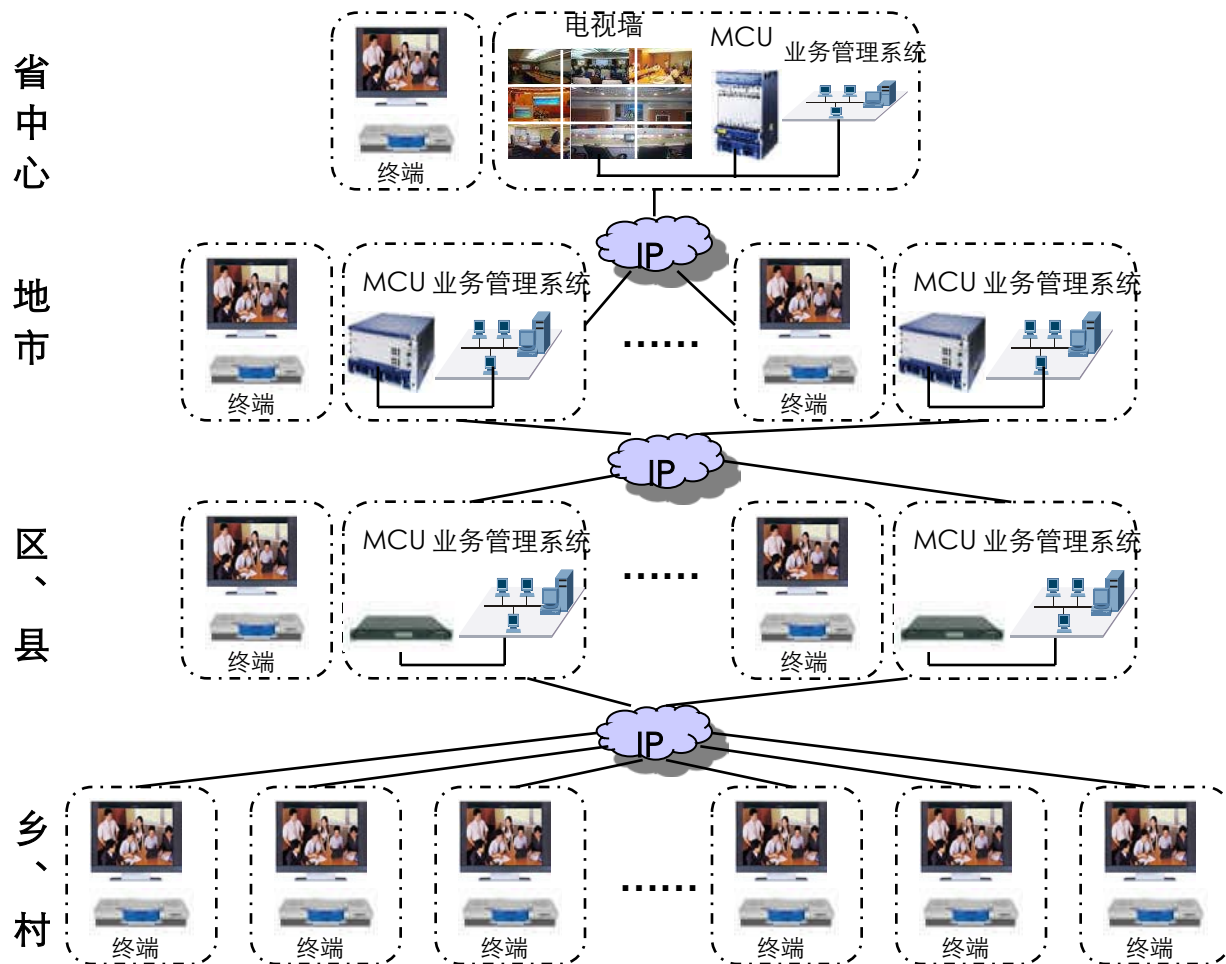 省中心
电视墙
MCU
业务管理系统
终端
IP
地市
MCU 业务管理系统
MCU 业务管理系统
……
终端
终端
IP
区、县
MCU 业务管理系统
MCU 业务管理系统
……
终端
终端
IP
乡、村
……
终端
终端
终端
终端
终端
终端